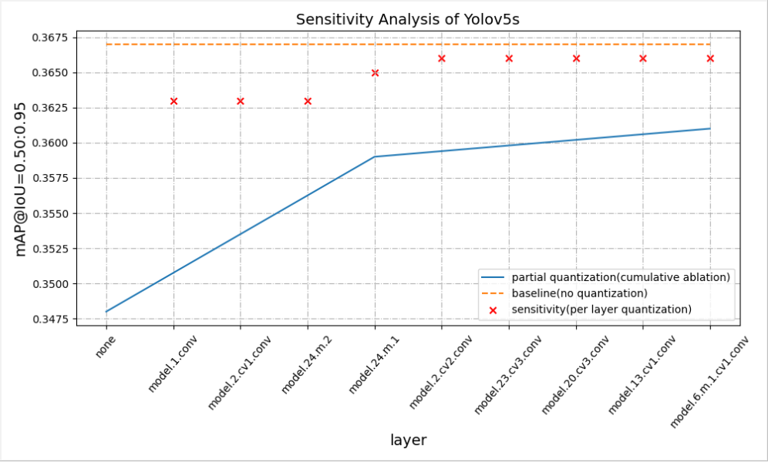 Sensitivity Analysis of Yolov5s
mAP@IoU=0.50:0.95
0.3675
0.3650
0.3625
0.3600
0.3575
0.3550
0.3525
0.3500
0.3475
partial quantization(cumulative ablation)
baseline(no quantization)
sensitivity(per layer quantization)
none
model.1.conv
model.2.cv1.conv
model.24.m.2
model.24.m.1
model.2.cv2.conv
model.23.cv3.conv
model.20.cv3.conv
model.13.cv1.conv
model.6.m.1.cv1.conv
layer